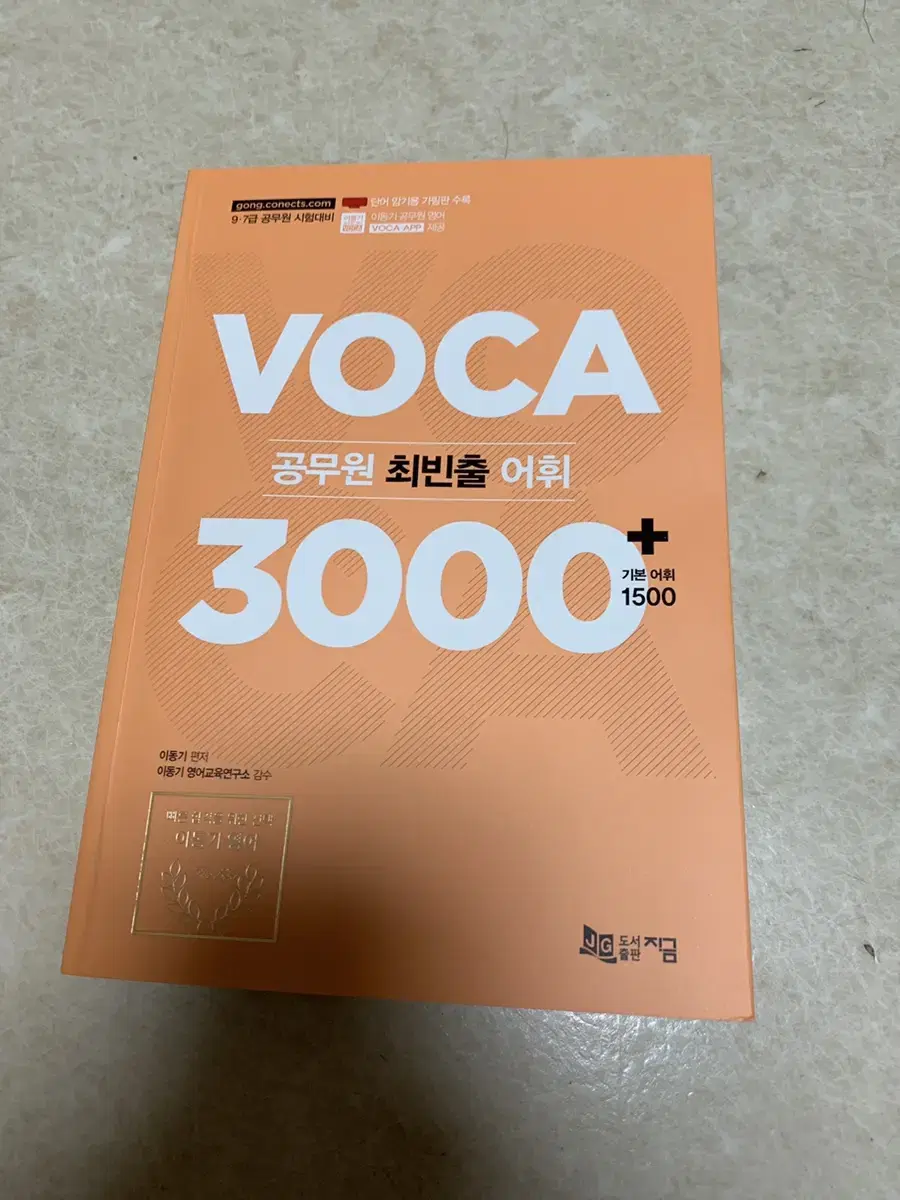 gong.conects.com
9·7급 공무원 시험대비
단어 암기용 가림판 수록
이동기 공무원 영어
VOCA APP 제공
VOCA
공무원 최빈출 어휘
3000+
기본 어휘
1500
이동기 편저
이동기 영어교육연구소 감수
이동기 영어
JG 도서출판 지금